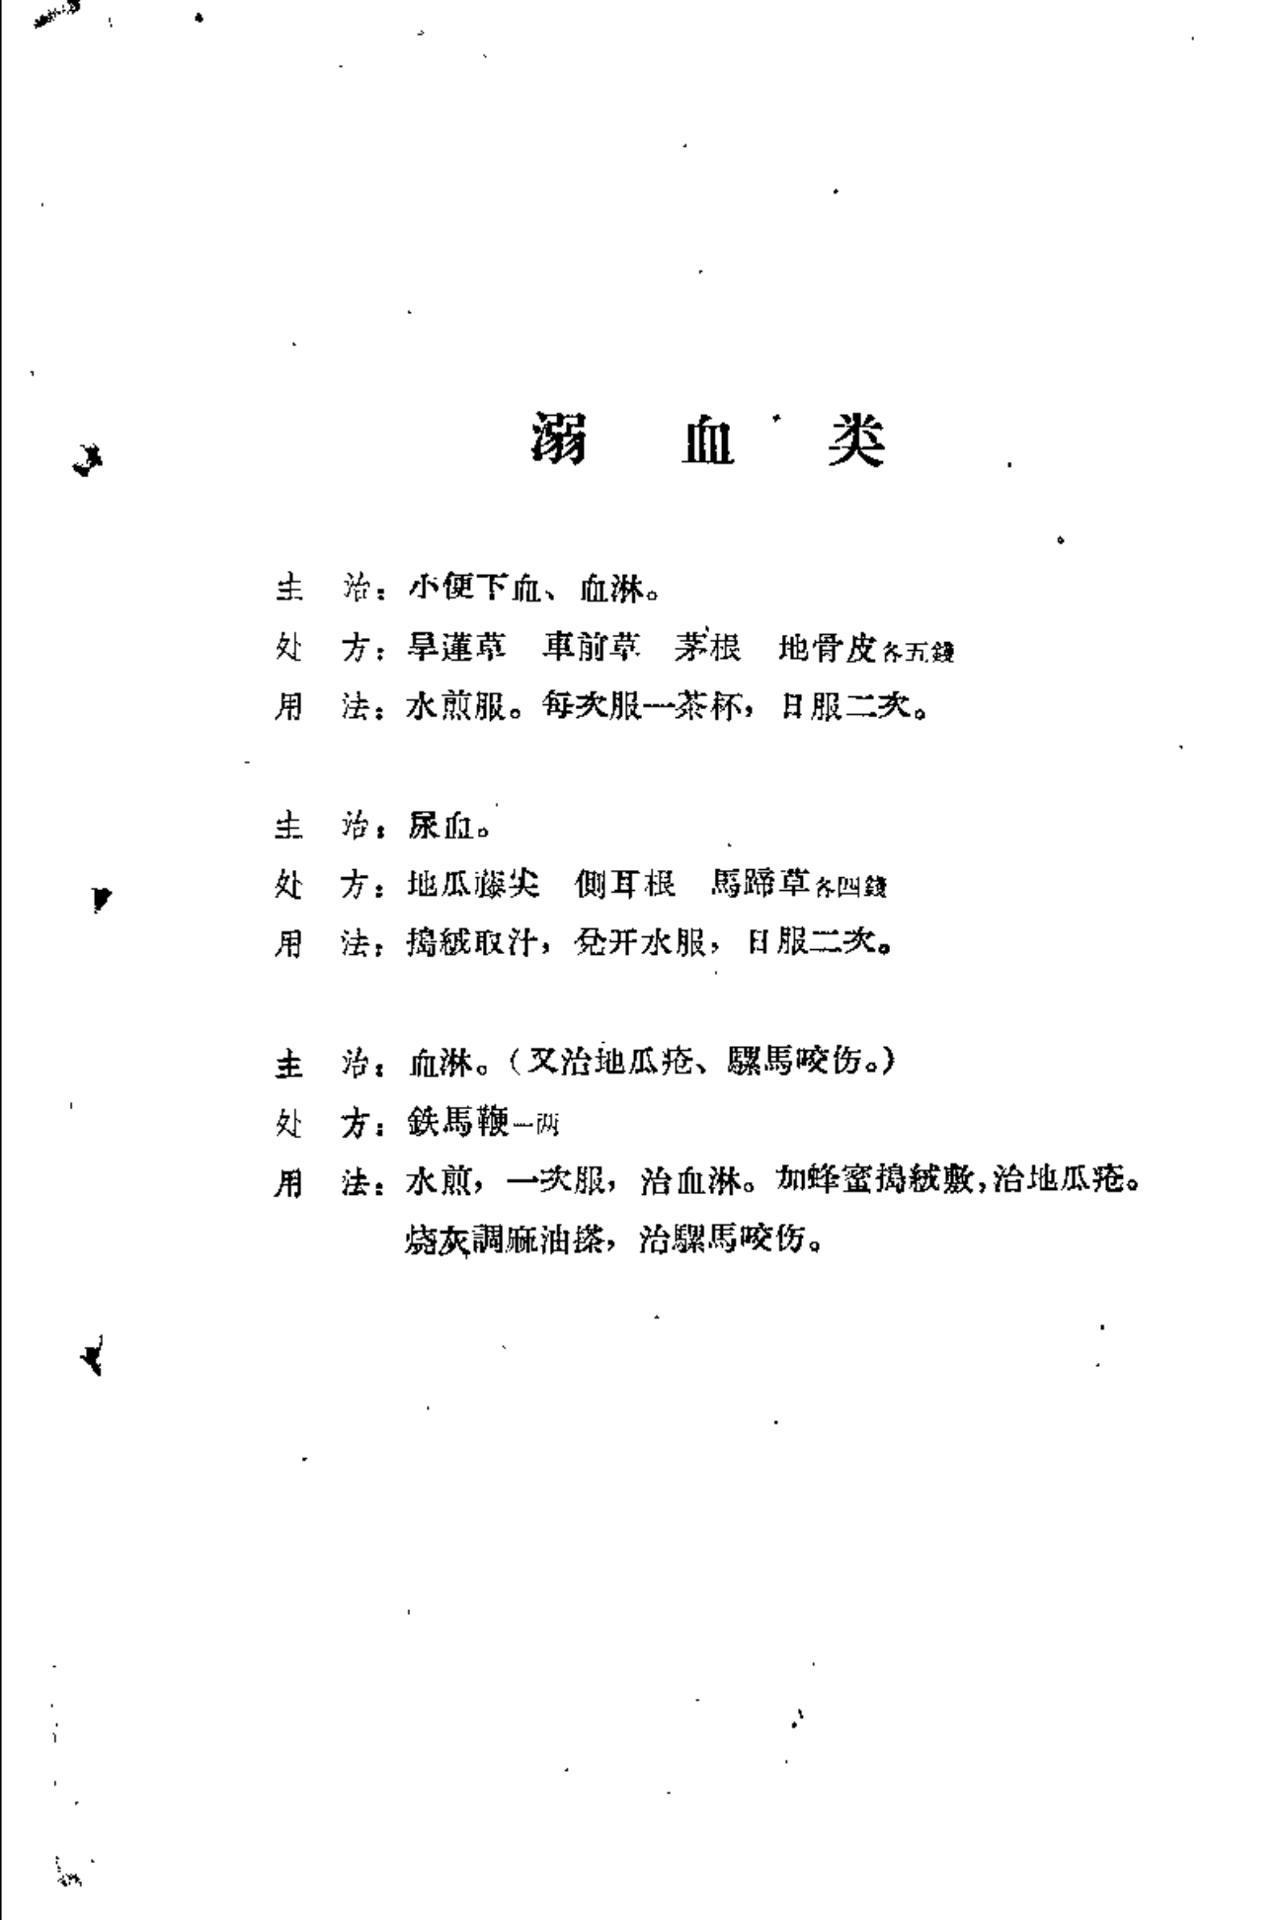 溺血类
主治：小便下血、血淋。
处方：旱蓮草　車前草　茅根　地骨皮各五錢
用法：水煎服。每次服一茶杯，日服二次。
主治：尿血。
处方：地瓜藤尖　側耳根　馬蹄草各四錢
用法：搗絨取汁，兌开水服，日服二次。
主治：血淋。（又治地瓜疮、騾馬咬伤。）
处方：鉄馬鞭一両
用法：水煎，一次服，治血淋。加蜂蜜搗絨敷，治地瓜疮。
烧灰調麻油搽，治騾馬咬伤。